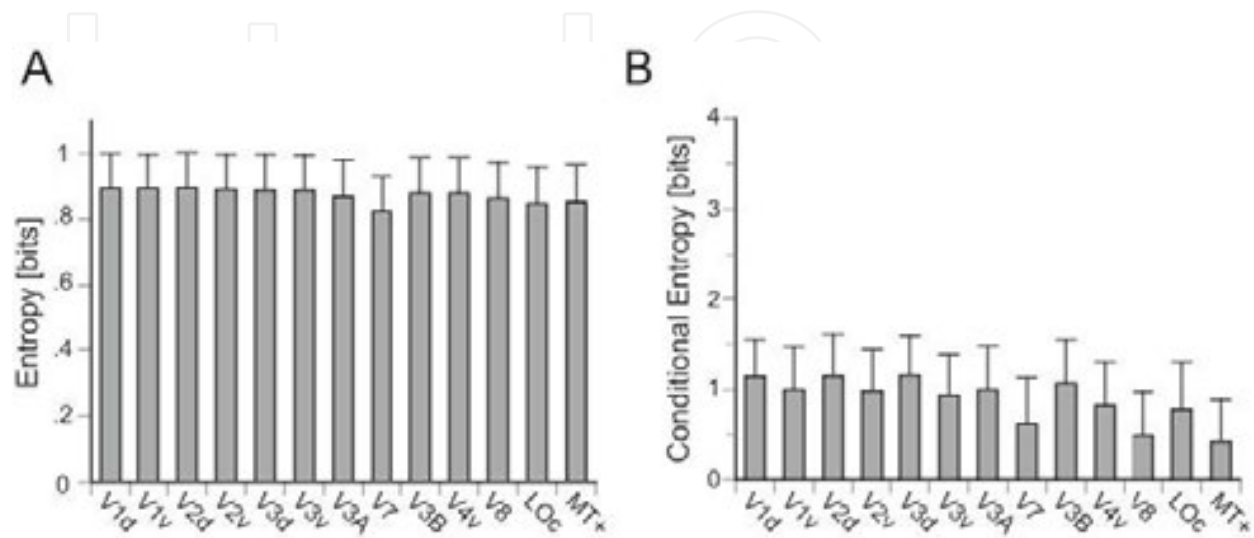 A
Entropy [bits]
1
.8
.6
.4
.2
0
V1d V1v V2d V2v V3d V3v V3A V7 V3B V4v V8 LOc MT+
B
Conditional Entropy [bits]
4
3
2
1
0
V1d V1v V2d V2v V3d V3v V3A V7 V3B V4v V8 LOc MT+